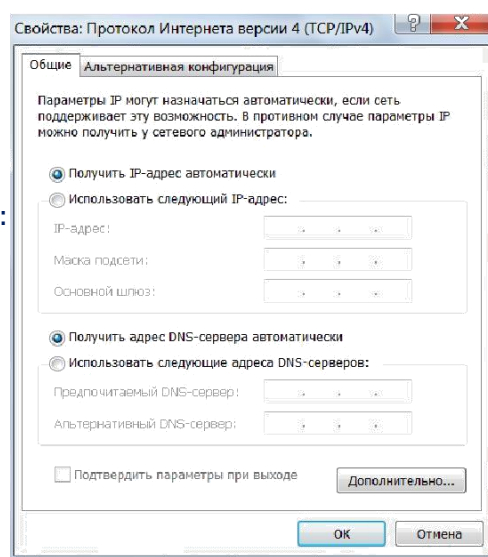 Свойства: Протокол Интернета версии 4 (TCP/IPv4)
? X
Общие Альтернативная конфигурация
Параметры IP могут назначаться автоматически, если сеть
поддерживает эту возможность. В противном случае параметры IP
можно получить у сетевого администратора.
Получить IP-адрес автоматически
Использовать следующий IP-адрес:
:
IP-адрес:
Маска подсети:
Основной шлюз:
Получить адрес DNS-сервера автоматически
Использовать следующие адреса DNS-серверов:
Предпочитаемый DNS-сервер:
Альтернативный DNS-сервер:
Подтвердить параметры при выходе
Дополнительно...
ОК Отмена